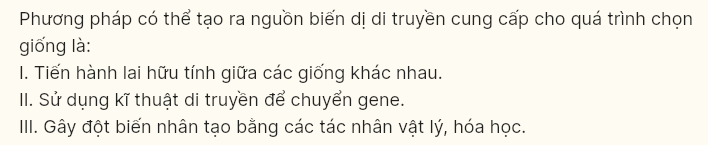 Phương pháp có thể tạo ra nguồn biến dị di truyền cung cấp cho quá trình chọn
giống là:
I. Tiến hành lai hữu tính giữa các giống khác nhau.
II. Sử dụng kĩ thuật di truyền để chuyển gene.
III. Gây đột biến nhân tạo bằng các tác nhân vật lý, hóa học.